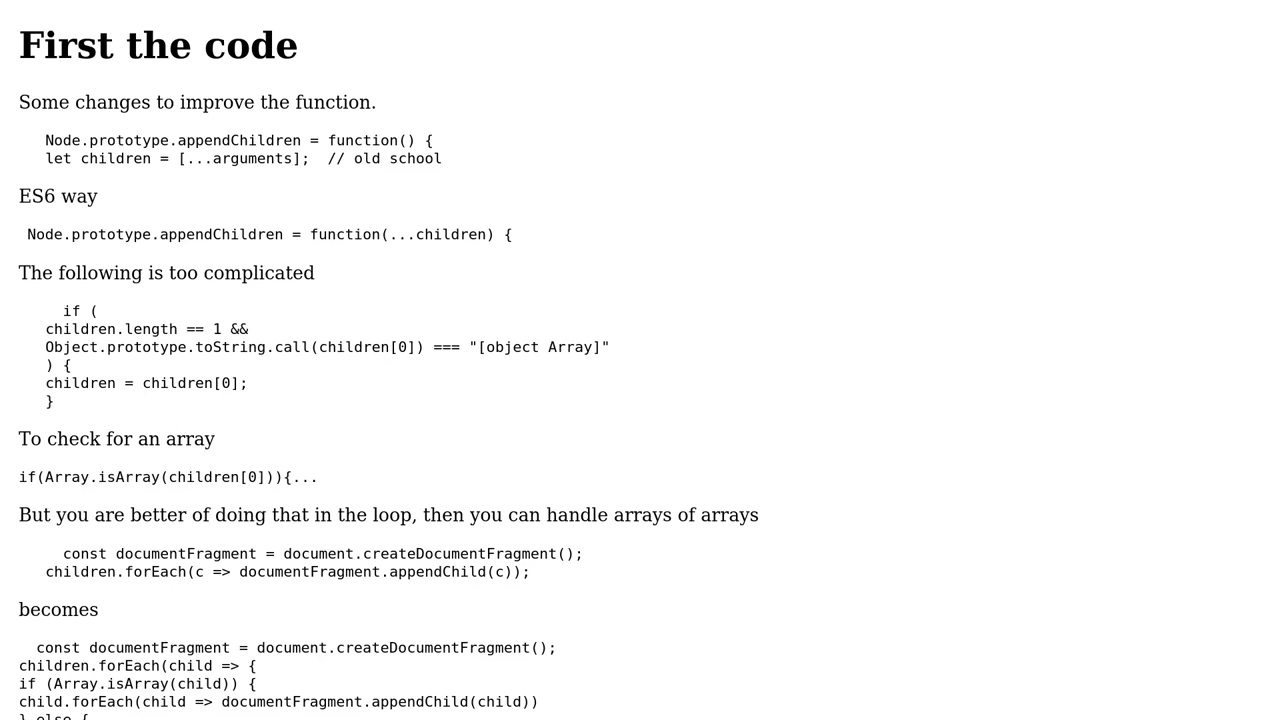 First the code
Some changes to improve the function.
Node.prototype.appendChildren = function() {
let children = [...arguments];  // old school
ES6 way
Node.prototype.appendChildren = function(...children) {
The following is too complicated
if (
children.length == 1 &&
Object.prototype.toString.call(children[0]) === "[object Array]"
) {
children = children[0];
}
To check for an array
if(Array.isArray(children[0])){...
But you are better of doing that in the loop, then you can handle arrays of arrays
const documentFragment = document.createDocumentFragment();
children.forEach(c => documentFragment.appendChild(c));
becomes
const documentFragment = document.createDocumentFragment();
children.forEach(child => {
if (Array.isArray(child)) {
child.forEach(child => documentFragment.appendChild(child))
} else {